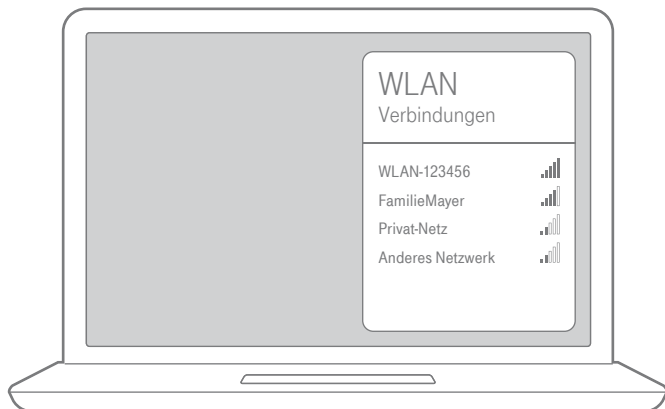 WLAN
Verbindungen
WLAN-123456
FamilieMayer
Privat-Netz
Anderes Netzwerk